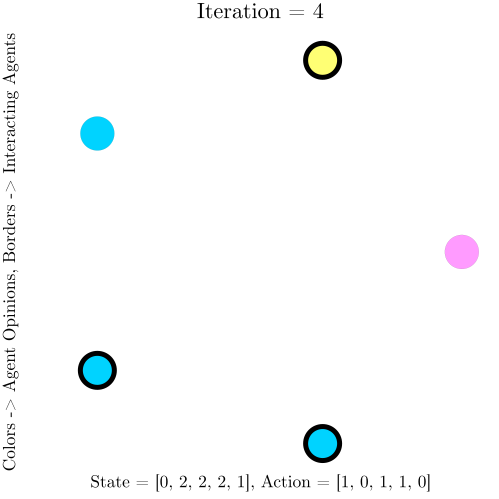 Iteration = 4
Colors -> Agent Opinions, Borders -> Interacting Agents
State = [0, 2, 2, 2, 1], Action = [1, 0, 1, 1, 0]